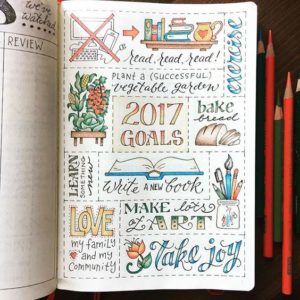 we've
watched
REVIEW
read, read, read!
exercise
PLANT A (SUCCESSFUL)
vegetable garden
2017
GOALS
bake
bread
LEARN
SOMETHING
new
write A NEW book
LOVE
my family
and my
community
MAKE lots
of ART
take joy